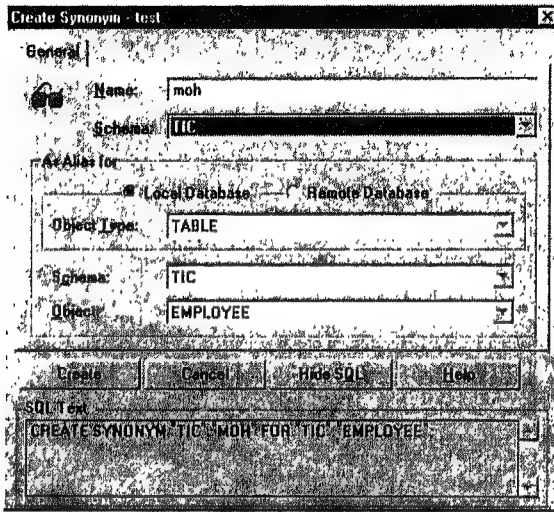 Create Synonym - test
General
Name: moh
Schema: TIC
As Alias for
Local Database Remote Database
Object Type: TABLE
Schema: TIC
Object: EMPLOYEE
Create Cancel Hide SQL Help
SQL Text
CREATE SYNONYM "TIC"."MOH" FOR "TIC"."EMPLOYEE"